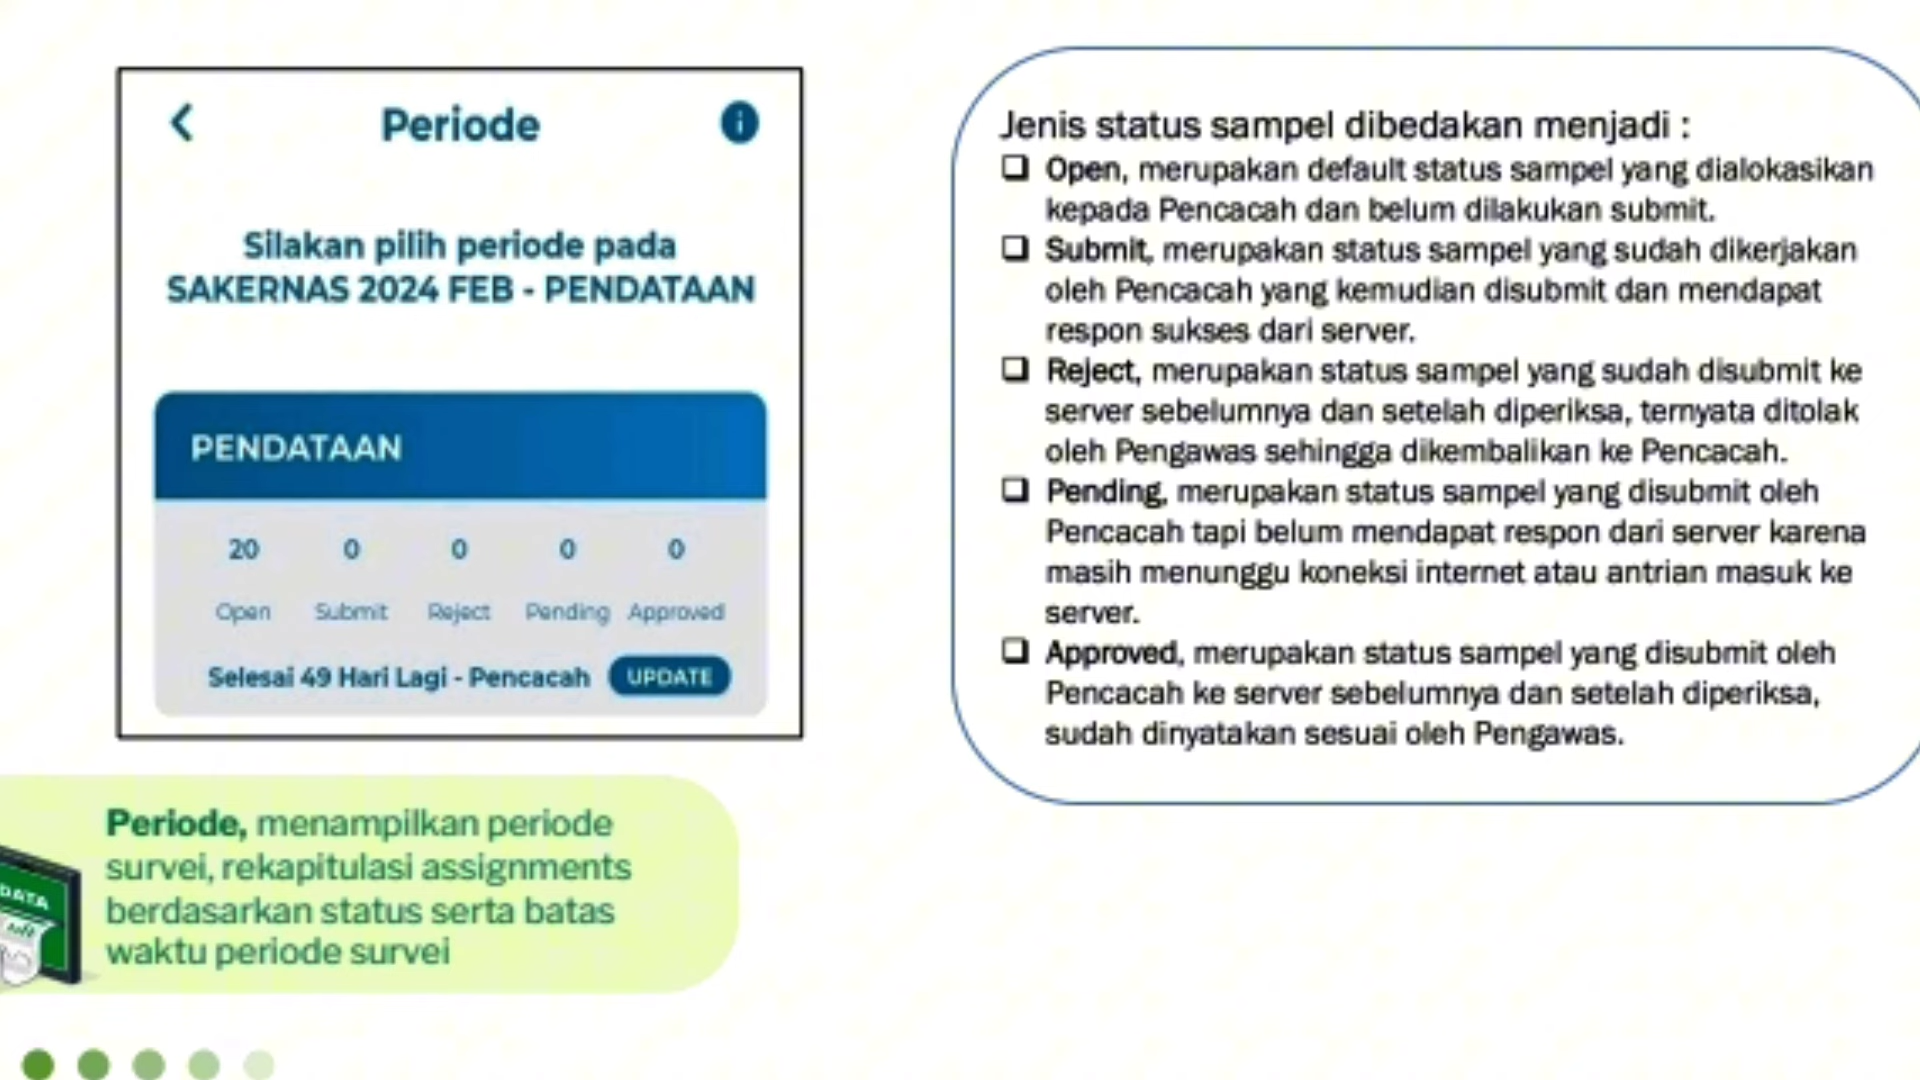 Periode
Silakan pilih periode pada
SAKERNAS 2024 FEB - PENDATAAN
PENDATAAN
20 0 0 0 0
Open Submit Reject Pending Approved
Selesai 49 Hari Lagi - Pencacah UPDATE
Periode, menampilkan periode
survei, rekapitulasi assignments
berdasarkan status serta batas
waktu periode survei
DATA
Jenis status sampel dibedakan menjadi :
Open, merupakan default status sampel yang dialokasikan
kepada Pencacah dan belum dilakukan submit.
Submit, merupakan status sampel yang sudah dikerjakan
oleh Pencacah yang kemudian disubmit dan mendapat
respon sukses dari server.
Reject, merupakan status sampel yang sudah disubmit ke
server sebelumnya dan setelah diperiksa, ternyata ditolak
oleh Pengawas sehingga dikembalikan ke Pencacah.
Pending, merupakan status sampel yang disubmit oleh
Pencacah tapi belum mendapat respon dari server karena
masih menunggu koneksi internet atau antrian masuk ke
server.
Approved, merupakan status sampel yang disubmit oleh
Pencacah ke server sebelumnya dan setelah diperiksa,
sudah dinyatakan sesuai oleh Pengawas.